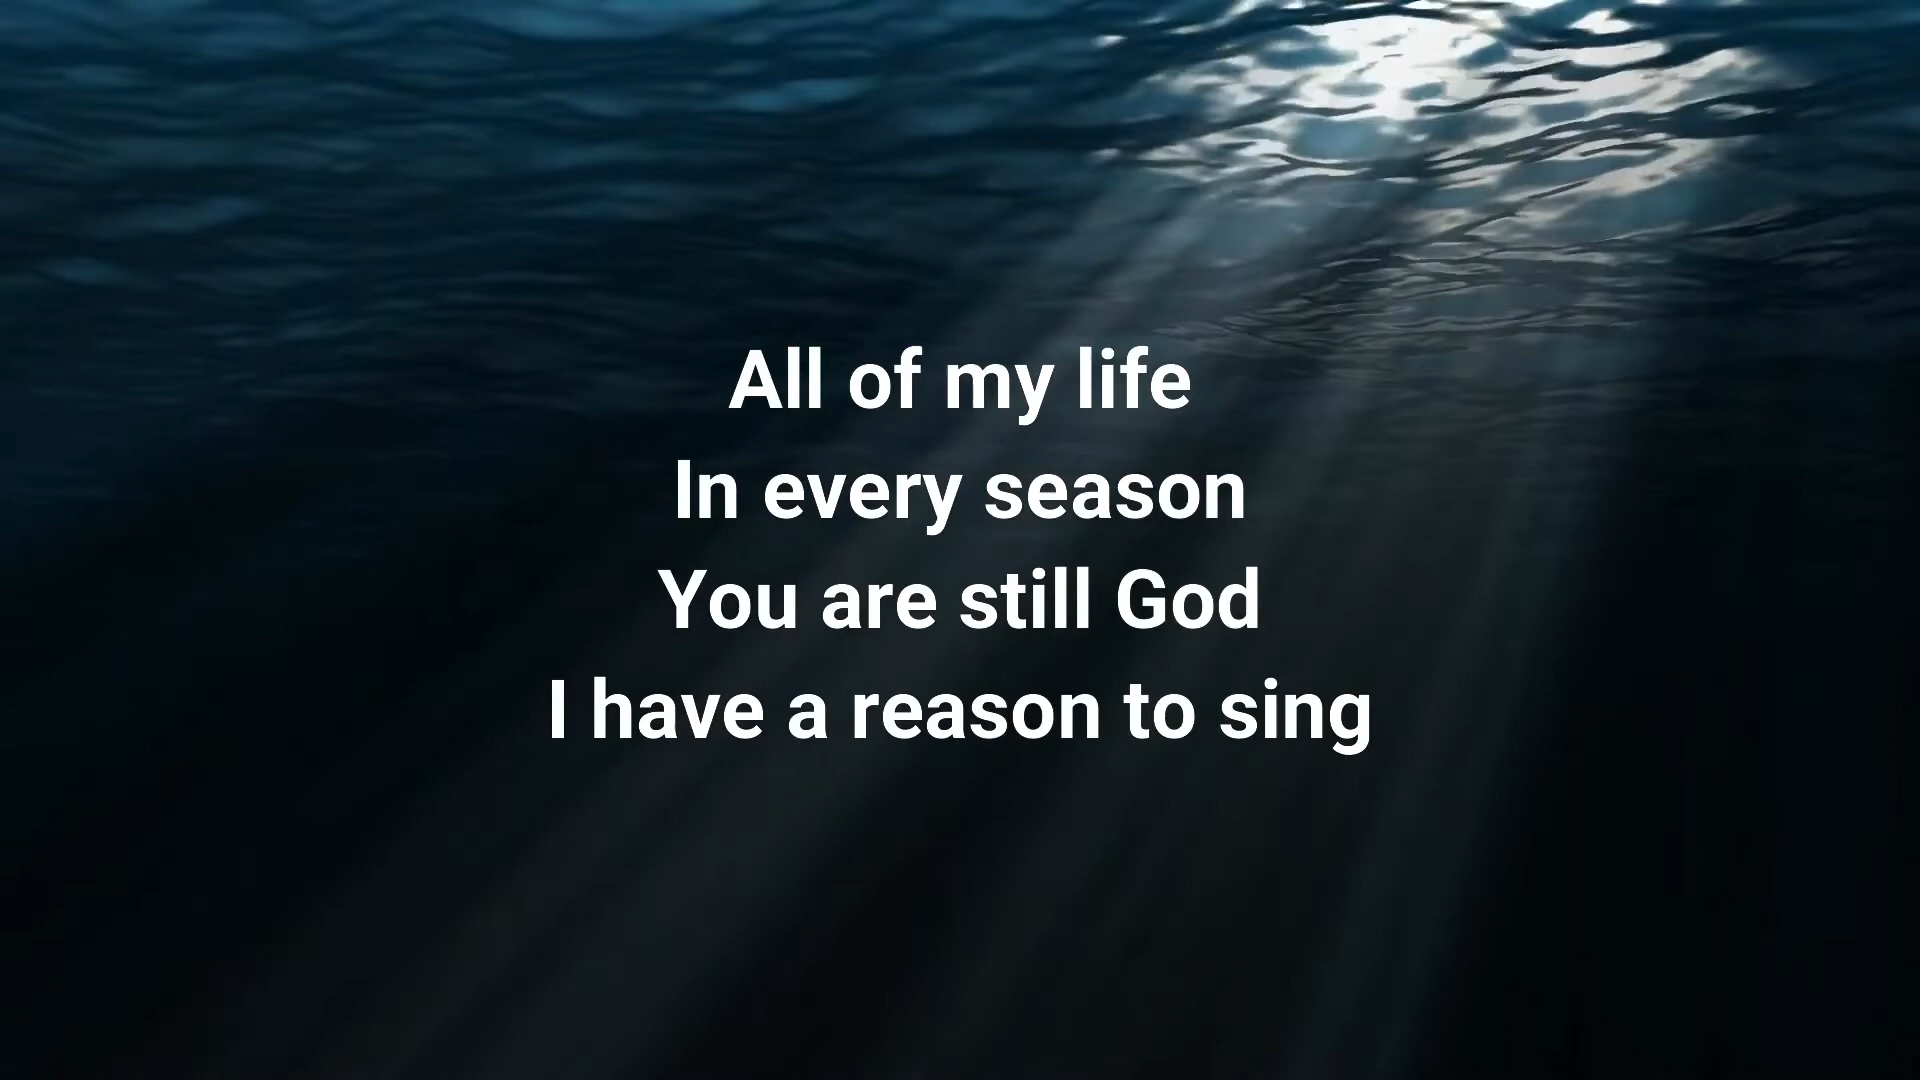 All of my life
In every season
You are still God
I have a reason to sing